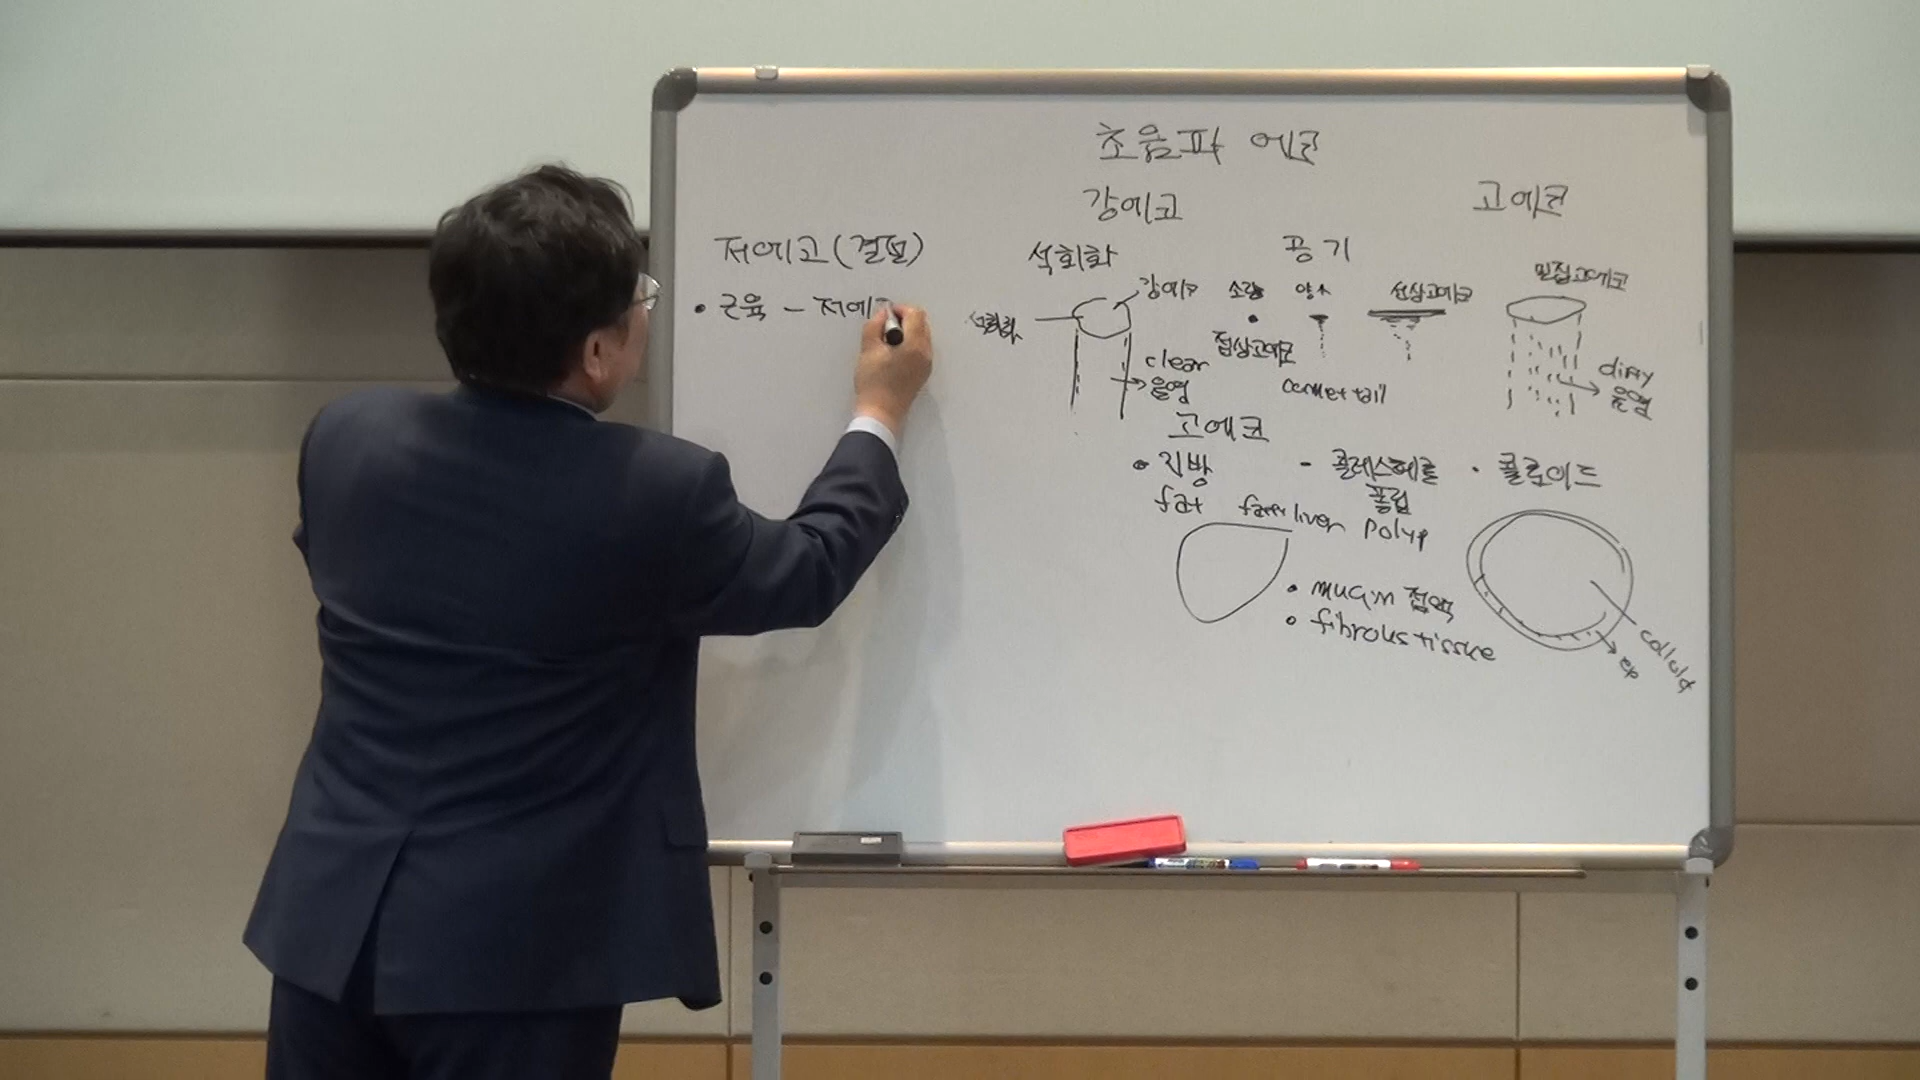 초음파 에코
강에코 고에코
저에코 (결절)
• 근육 - 저에코
석회화 공기
강에코 소량 양↑ 선상고에코 밀집고에코
석회화
점상고에코
clear 음영
comet tail
dirty 음영
고에코
• 지방 - 콜레스테롤 • 콜로이드
폴립
fat fatty liver polyp
• mucin 점액
• fibrous tissue
colloid